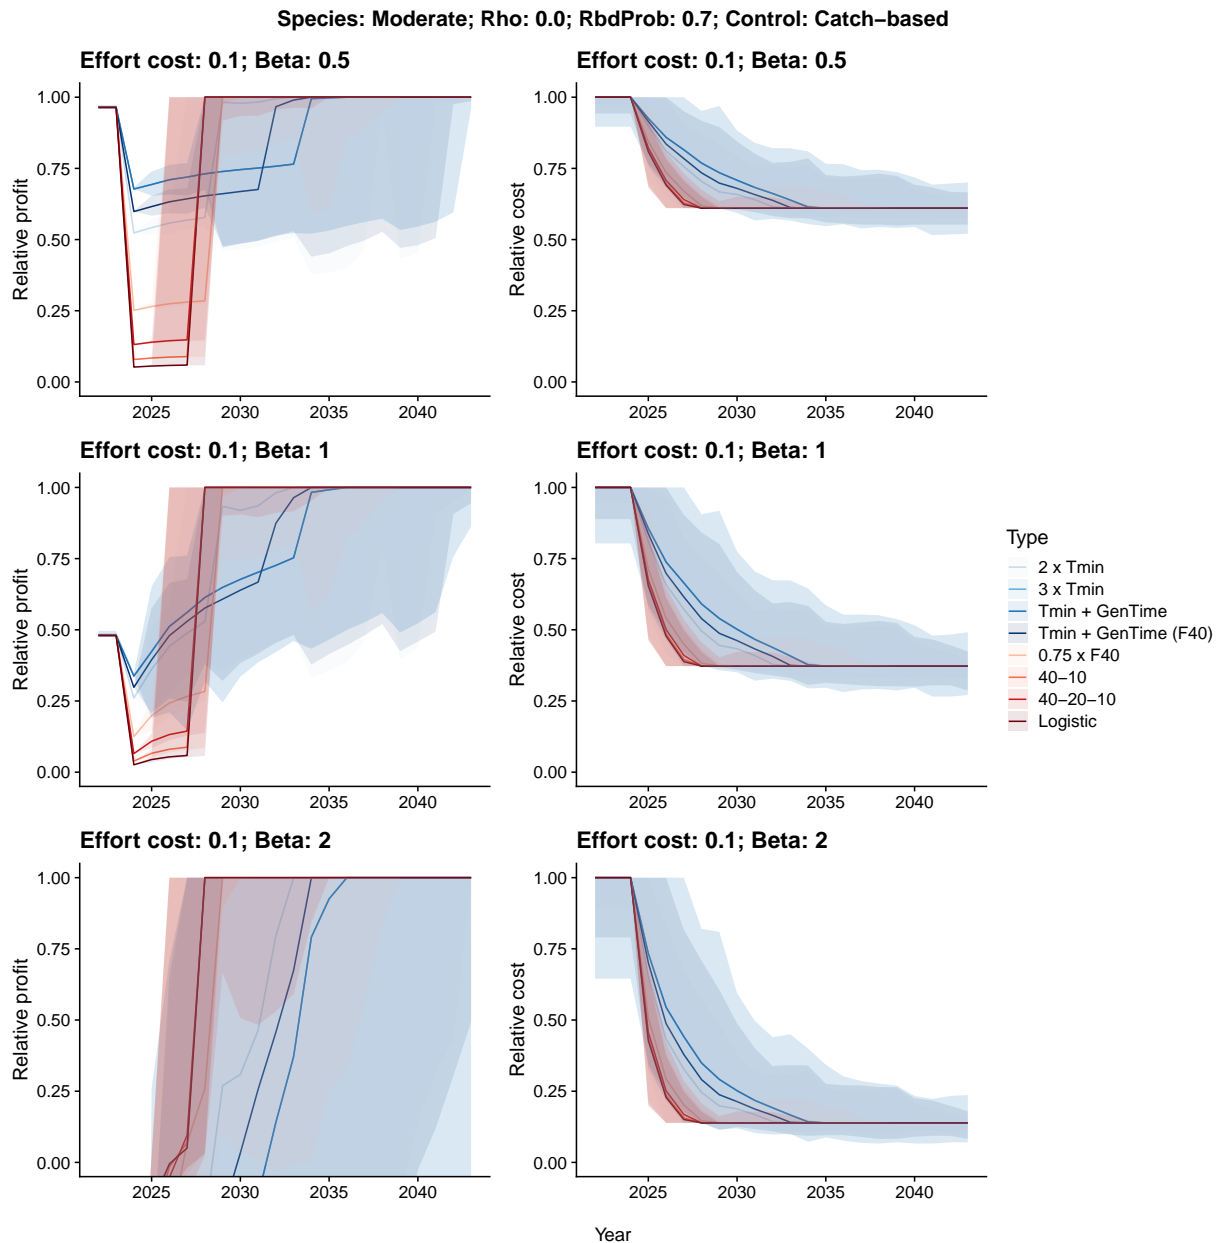 Species: Moderate; Rho: 0.0; RbdProb: 0.7; Control: Catch−based
Effort cost: 0.1; Beta: 0.5
Relative profit
1.00
0.75
0.50
0.25
0.00
2025 2030 2035 2040
Effort cost: 0.1; Beta: 0.5
Relative cost
1.00
0.75
0.50
0.25
0.00
2025 2030 2035 2040
Effort cost: 0.1; Beta: 1
Relative profit
1.00
0.75
0.50
0.25
0.00
2025 2030 2035 2040
Effort cost: 0.1; Beta: 1
Relative cost
1.00
0.75
0.50
0.25
0.00
2025 2030 2035 2040
Effort cost: 0.1; Beta: 2
Relative profit
1.00
0.75
0.50
0.25
0.00
2025 2030 2035 2040
Effort cost: 0.1; Beta: 2
Relative cost
1.00
0.75
0.50
0.25
0.00
2025 2030 2035 2040
Year
Type
2 x Tmin
3 x Tmin
Tmin + GenTime
Tmin + GenTime (F40)
0.75 x F40
40−10
40−20−10
Logistic